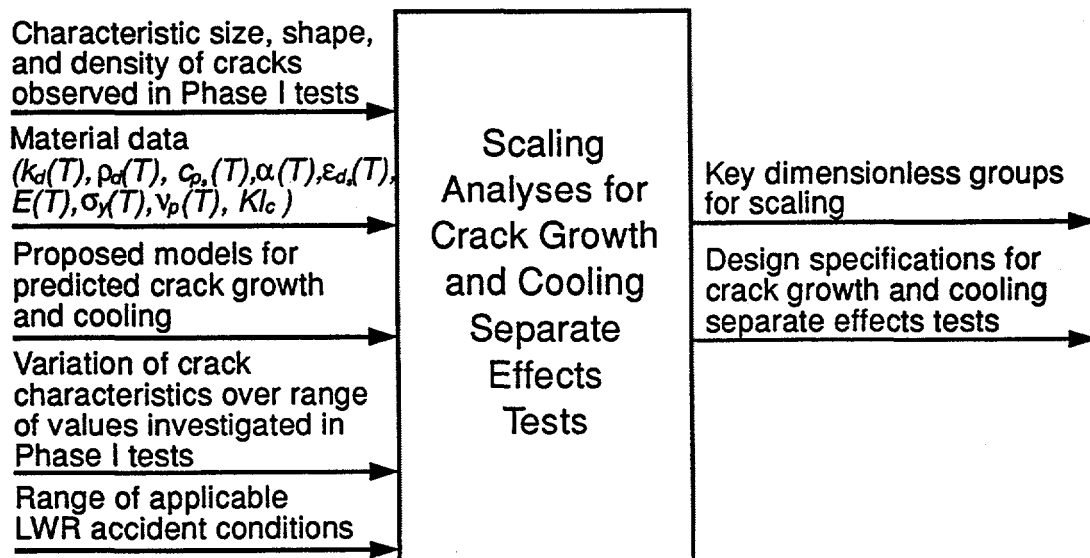 Characteristic size, shape,
and density of cracks
observed in Phase I tests
Material data
(kd(T), ρd(T), cps(T),α(T),εds(T),
E(T),σy(T),νp(T), KIc )
Proposed models for
predicted crack growth
and cooling
Variation of crack
characteristics over range
of values investigated in
Phase I tests
Range of applicable
LWR accident conditions
Scaling
Analyses for
Crack Growth
and Cooling
Separate
Effects
Tests
Key dimensionless groups
for scaling
Design specifications for
crack growth and cooling
separate effects tests